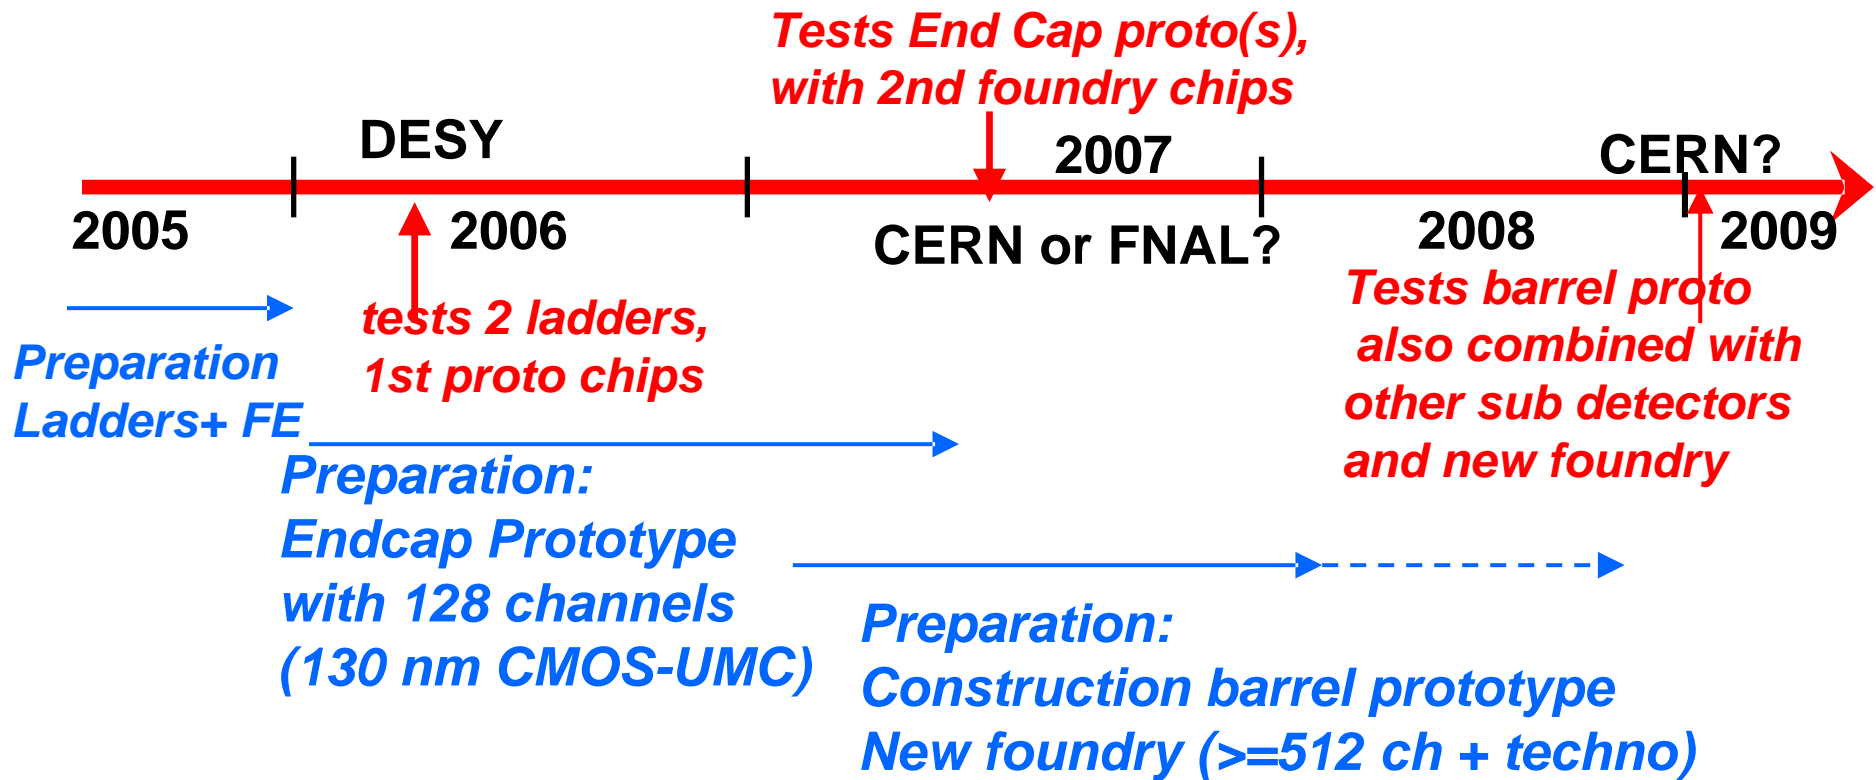 Tests End Cap proto(s),
with 2nd foundry chips
DESY
2007
CERN?
2005
2006
CERN or FNAL?
2008
2009
tests 2 ladders,
1st proto chips
Tests barrel proto
also combined with
other sub detectors
and new foundry
Preparation
Ladders+ FE
Preparation:
Endcap Prototype
with 128 channels
(130 nm CMOS-UMC)
Preparation:
Construction barrel prototype
New foundry (>=512 ch + techno)